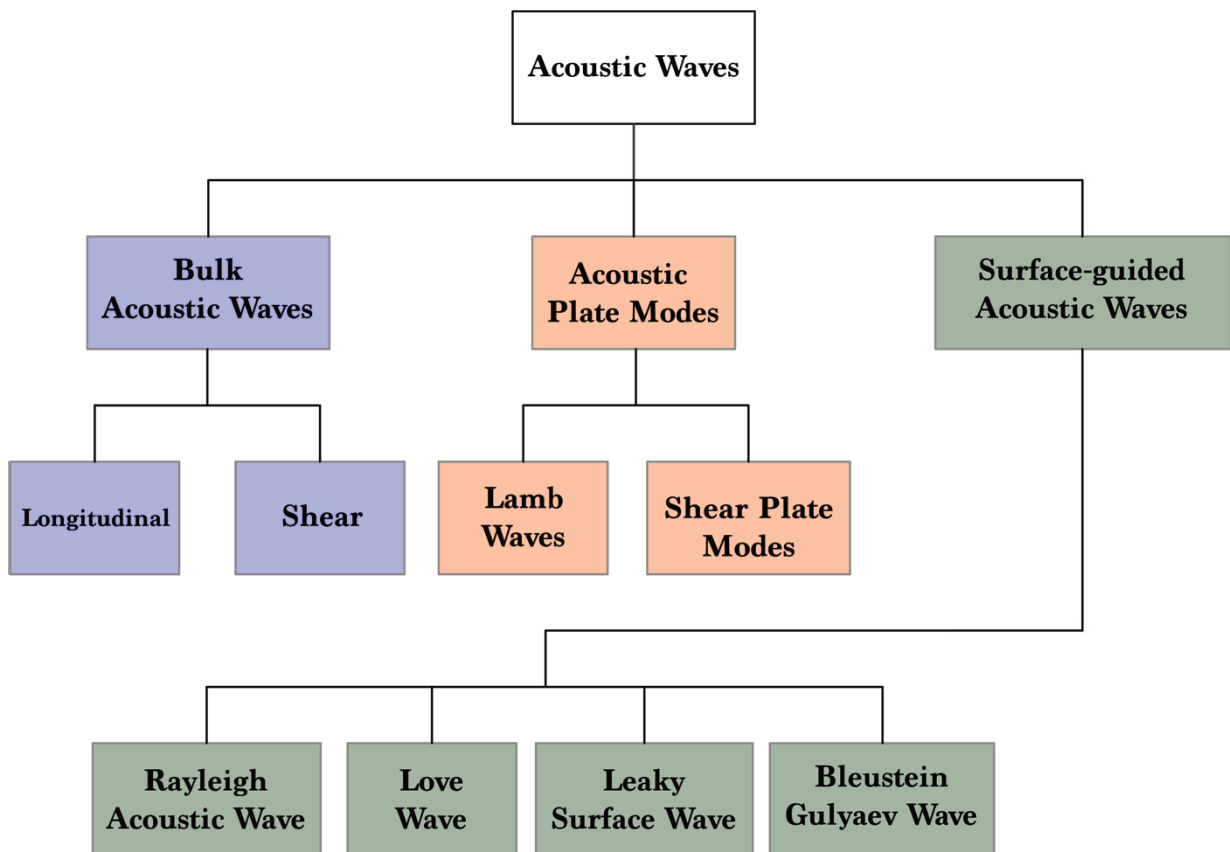 Acoustic Waves
Bulk
Acoustic Waves
Acoustic
Plate Modes
Surface-guided
Acoustic Waves
Longitudinal
Shear
Lamb
Waves
Shear Plate
Modes
Rayleigh
Acoustic Wave
Love
Wave
Leaky
Surface Wave
Bleustein
Gulyaev Wave